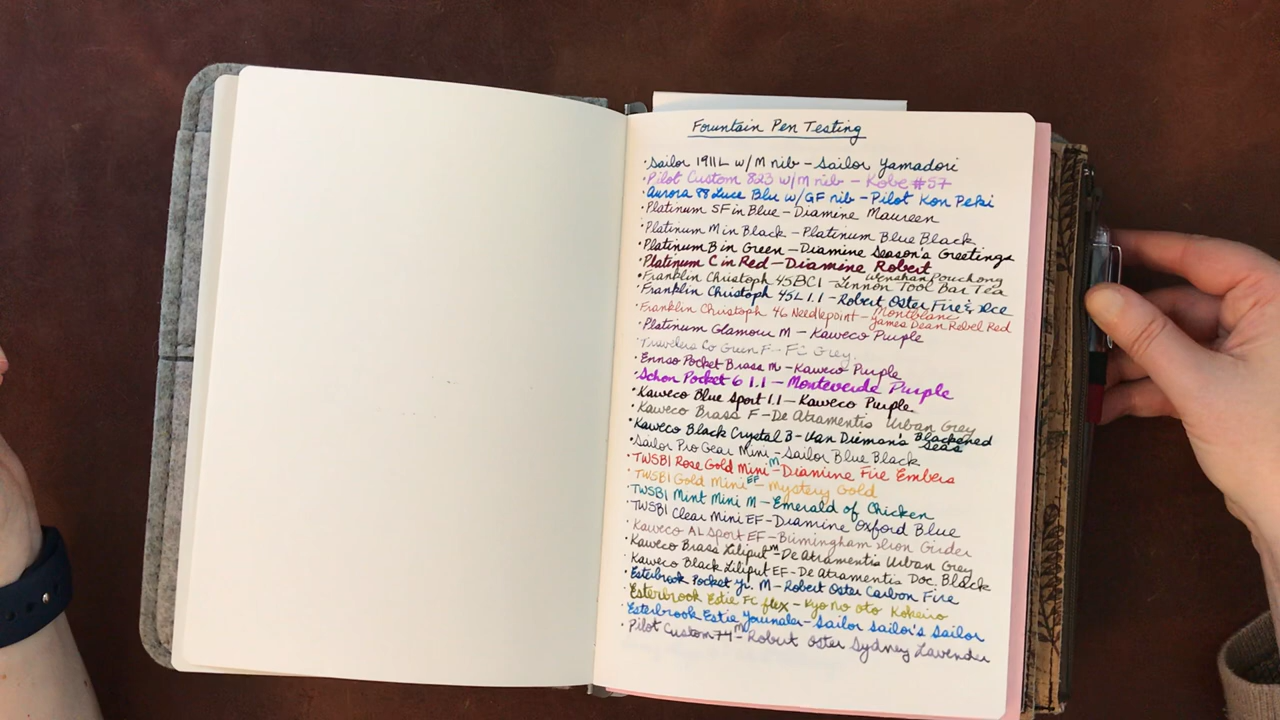 Fountain Pen Testing
·Sailor 1911L w/M nib – Sailor Yamadori
·Pilot Custom 823 w/M nib – Kobe #57
·Aurora 88 Luce Blu w/GF nib – Pilot Kon Peki
·Platinum SF in Blue – Diamine Maureen
·Platinum M in Black – Platinum Blue Black
·Platinum B in Green – Diamine Season's Greetings
·Platinum C in Red – Diamine Robert
·Franklin Christoph 45BC1 – Wenshan Pouchong Lennon Tool Bar Tea
·Franklin Christoph 45L 1.1 – Robert Oster Fire & Ice
·Franklin Christoph 46 Needlepoint – Montblanc James Dean Rebel Red
·Platinum Glamour M – Kaweco Purple
·Travelers Co Green F – FC Grey.
·Ensso Pocket Brass M – Kaweco Purple
·Schon Pocket 6 1.1 – Monteverde Purple
·Kaweco Blue Sport 1.1 – Kaweco Purple
·Kaweco Brass F – De Atramentis Urban Grey
·Kaweco Black Crystal B – Van Dieman's Blackened Seas
·Sailor Pro Gear Mini – Sailor Blue Black
·TWSBI Rose Gold Mini M – Diamine Fire Embers
·TWSBI Gold Mini EF – Mystery Gold
·TWSBI Mint Mini M – Emerald of Chicken
·TWSBI Clear Mini EF – Diamine Oxford Blue
·Kaweco AL Sport EF – Birmingham Iron Girder
·Kaweco Brass Liliput M – De Atramentis Urban Grey
·Kaweco Black Liliput EF – De Atramentis Doc. Black
·Esterbrook Pocket Jr. M – Robert Oster Carbon Fire
·Esterbrook Estie FC flex – Kyo no oto Kokeiro
·Esterbrook Estie Journaler – Sailor Sailor's Sailor
·Pilot Custom 74 M – Robert Oster Sydney Lavender